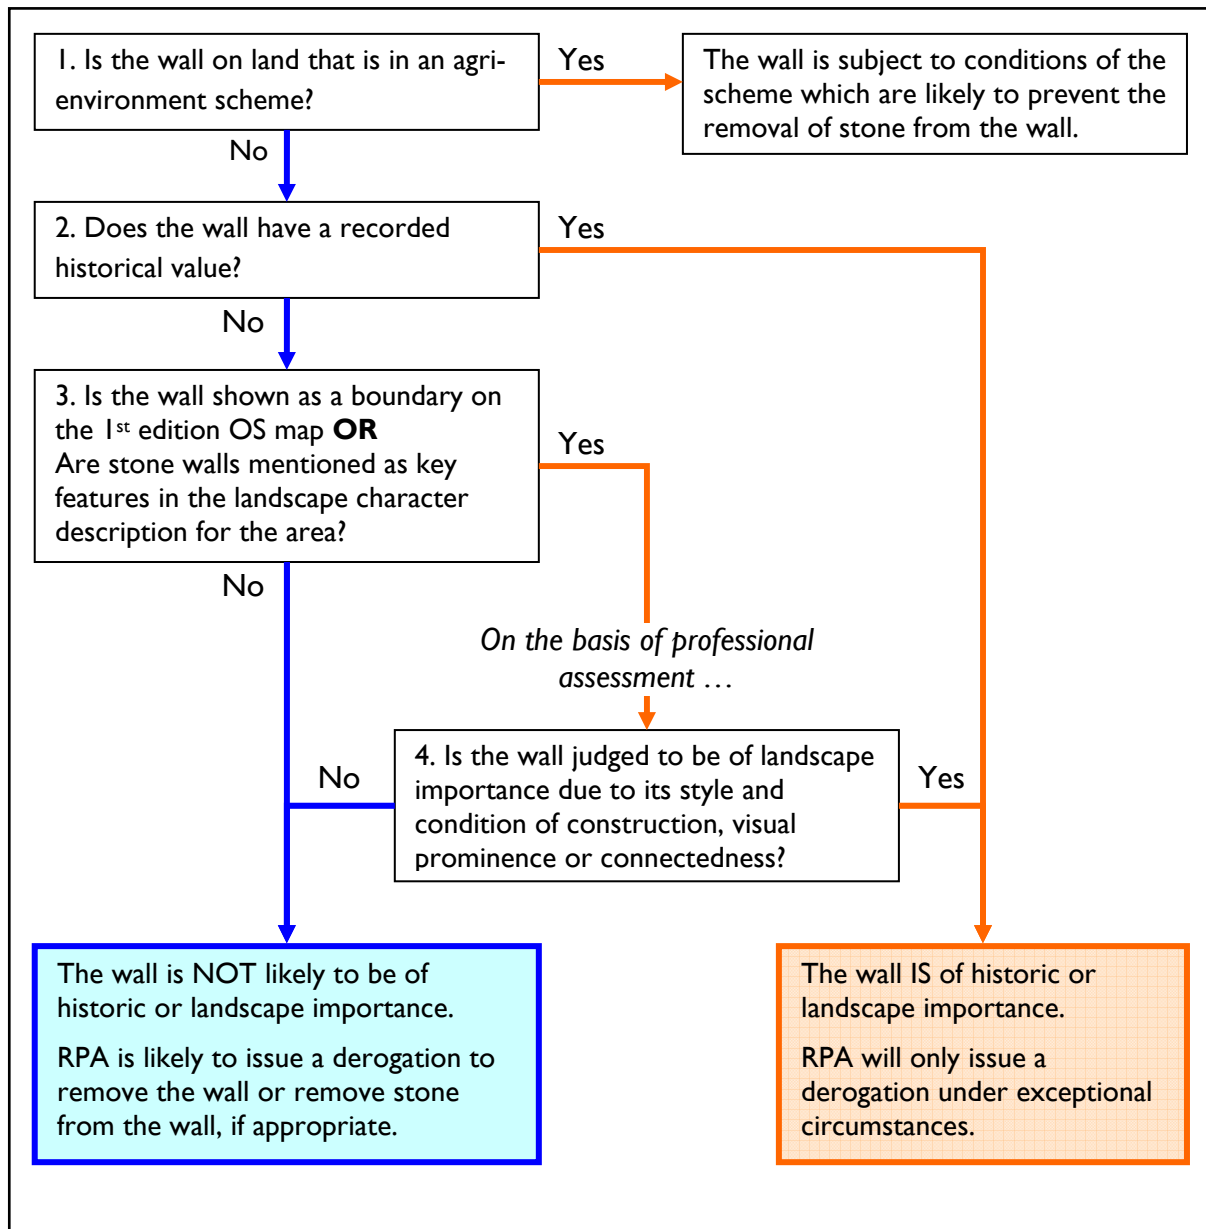 1. Is the wall on land that is in an agri-
environment scheme?
Yes
The wall is subject to conditions of the
scheme which are likely to prevent the
removal of stone from the wall.
No
2. Does the wall have a recorded
historical value?
Yes
No
3. Is the wall shown as a boundary on
the 1st edition OS map OR
Are stone walls mentioned as key
features in the landscape character
description for the area?
Yes
No
On the basis of professional
assessment …
4. Is the wall judged to be of landscape
importance due to its style and
condition of construction, visual
prominence or connectedness?
No
Yes
The wall is NOT likely to be of
historic or landscape importance.
RPA is likely to issue a derogation to
remove the wall or remove stone
from the wall, if appropriate.
The wall IS of historic or
landscape importance.
RPA will only issue a
derogation under exceptional
circumstances.